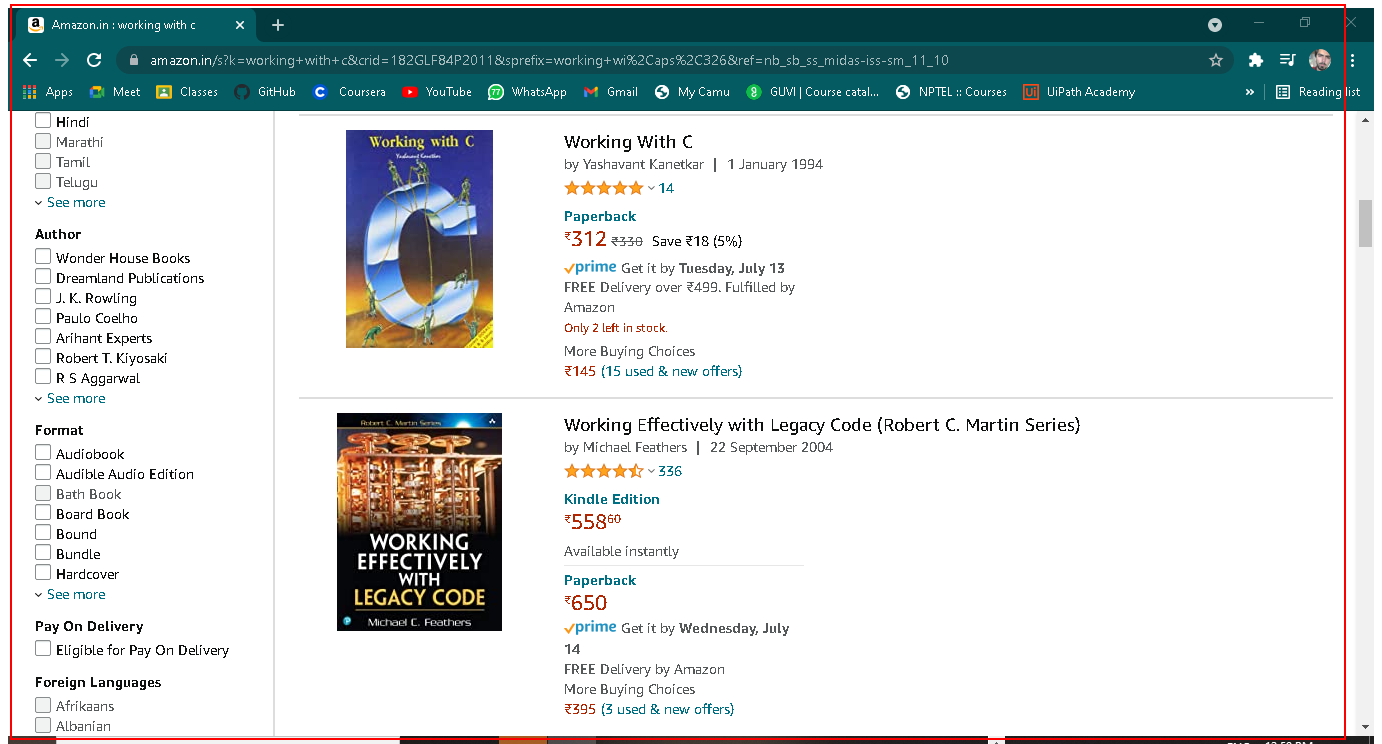 Amazon.in : working with c
amazon.in/s?k=working+with+c&crid=182GLF84P2011&sprefix=working+wi%2Caps%2C326&ref=nb_sb_ss_midas-iss-sm_11_10
Apps Meet Classes GitHub Coursera YouTube WhatsApp Gmail My Camu GUVI | Course catal... NPTEL :: Courses UiPath Academy » Reading list
Hindi
Marathi
Tamil
Telugu
See more
Author
Wonder House Books
Dreamland Publications
J. K. Rowling
Paulo Coelho
Arihant Experts
Robert T. Kiyosaki
R S Aggarwal
See more
Format
Audiobook
Audible Audio Edition
Bath Book
Board Book
Bound
Bundle
Hardcover
See more
Pay On Delivery
Eligible for Pay On Delivery
Foreign Languages
Afrikaans
Albanian
Working with C
Yashavant Kanetkar
Working With C
by Yashavant Kanetkar | 1 January 1994
14
Paperback
₹312 ₹330 Save ₹18 (5%)
prime Get it by Tuesday, July 13
FREE Delivery over ₹499. Fulfilled by
Amazon
Only 2 left in stock.
More Buying Choices
₹145 (15 used & new offers)
Robert C. Martin Series
WORKING
EFFECTIVELY
WITH
LEGACY CODE
Michael C. Feathers
Working Effectively with Legacy Code (Robert C. Martin Series)
by Michael Feathers | 22 September 2004
336
Kindle Edition
₹55860
Available instantly
Paperback
₹650
prime Get it by Wednesday, July
14
FREE Delivery by Amazon
More Buying Choices
₹395 (3 used & new offers)